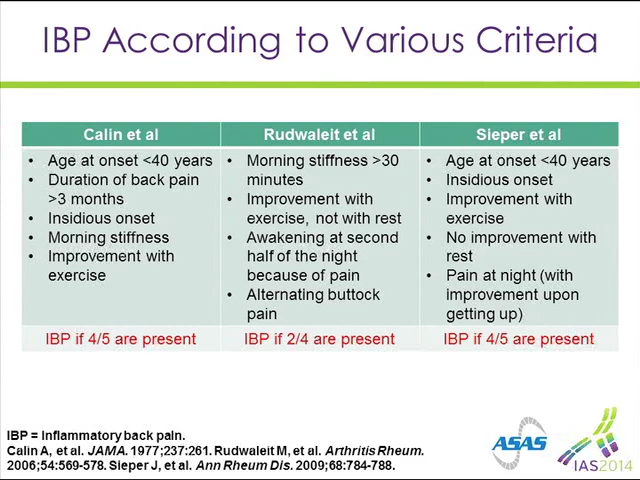 IBP According to Various Criteria
Calin et al
• Age at onset <40 years
• Duration of back pain
>3 months
• Insidious onset
• Morning stiffness
• Improvement with
exercise
IBP if 4/5 are present
Rudwaleit et al
• Morning stiffness >30
minutes
• Improvement with
exercise, not with rest
• Awakening at second
half of the night
because of pain
• Alternating buttock
pain
IBP if 2/4 are present
Sieper et al
• Age at onset <40 years
• Insidious onset
• Improvement with
exercise
• No improvement with
rest
• Pain at night (with
improvement upon
getting up)
IBP if 4/5 are present
IBP = Inflammatory back pain.
Calin A, et al. JAMA. 1977;237:261. Rudwaleit M, et al. Arthritis Rheum.
2006;54:569-578. Sieper J, et al. Ann Rheum Dis. 2009;68:784-788.
ASAS
IAS2014